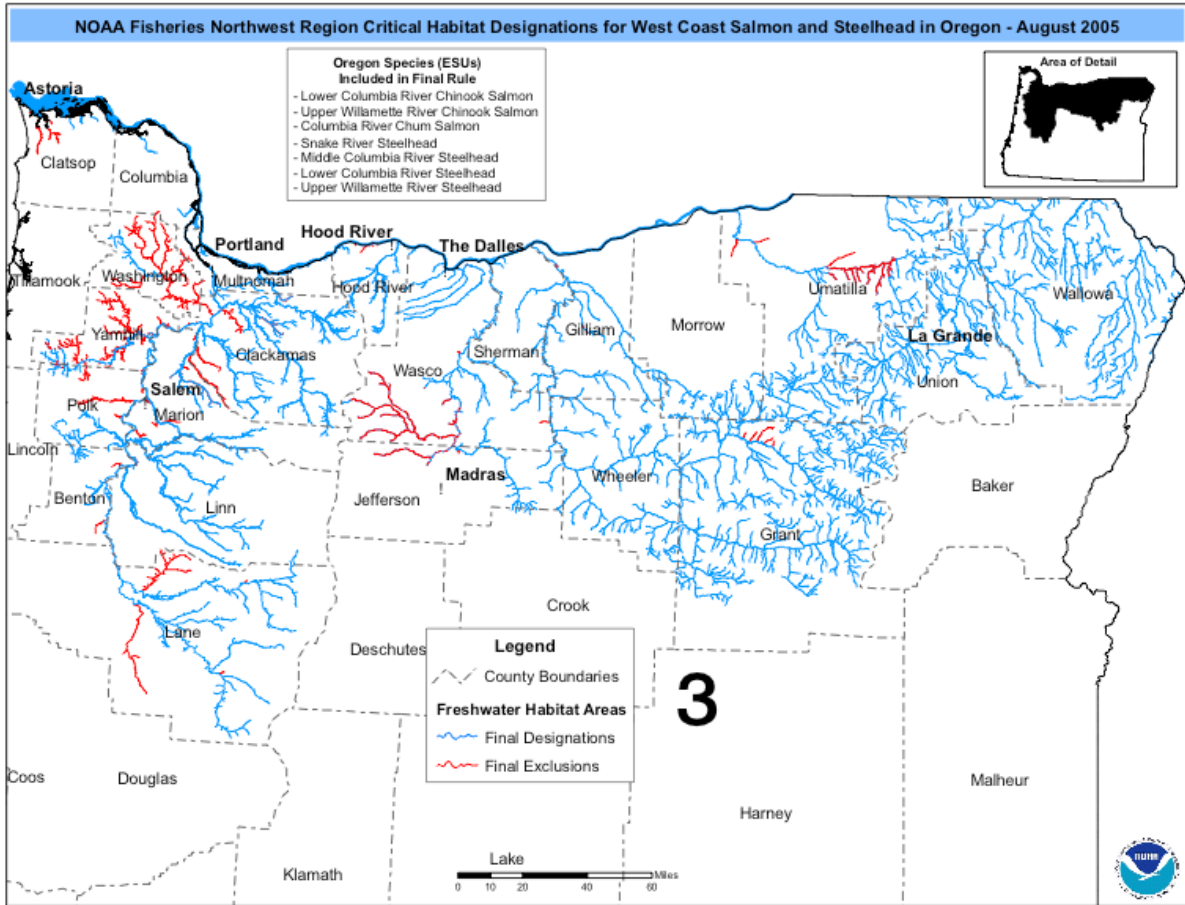 NOAA Fisheries Northwest Region Critical Habitat Designations for West Coast Salmon and Steelhead in Oregon - August 2005
Oregon Species (ESUs)
Included in Final Rule
- Lower Columbia River Chinook Salmon
- Upper Willamette River Chinook Salmon
- Columbia River Chum Salmon
- Snake River Steelhead
- Middle Columbia River Steelhead
- Lower Columbia River Steelhead
- Upper Willamette River Steelhead
Area of Detail
Astoria
Clatsop
Columbia
Portland
Hood River
The Dalles
Tillamook
Washington
Multnomah
Hood River
Umatilla
Wallowa
Yamhill
Clackamas
Gilliam
Morrow
La Grande
Sherman
Wasco
Union
Salem
Polk
Marion
Lincoln
Madras
Wheeler
Baker
Benton
Linn
Jefferson
Grant
Crook
Lane
Deschutes
Legend
County Boundaries
Freshwater Habitat Areas
Final Designations
Final Exclusions
3
Coos
Douglas
Malheur
Harney
Lake
Klamath
0 10 20 40 60 Miles
NOAA